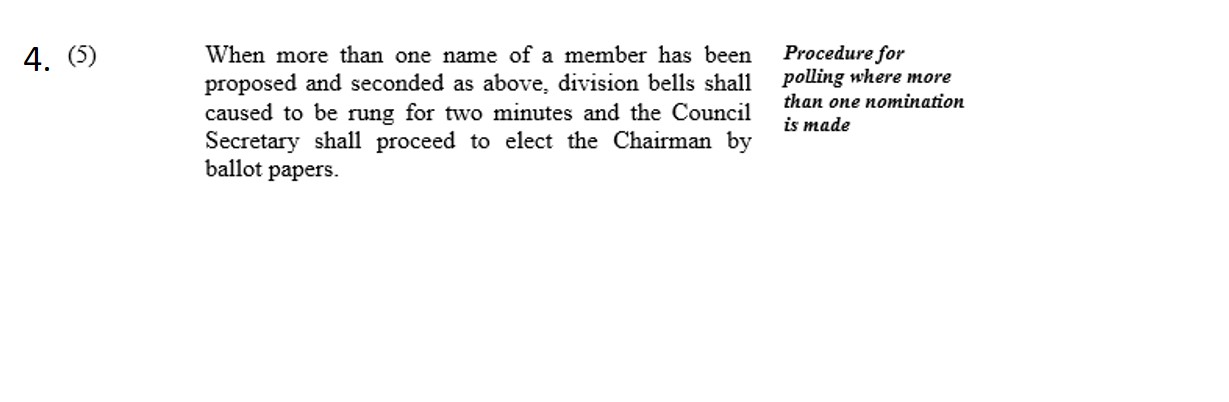 4. (5)
When more than one name of a member has been
proposed and seconded as above, division bells shall
caused to be rung for two minutes and the Council
Secretary shall proceed to elect the Chairman by
ballot papers.
Procedure for
polling where more
than one nomination
is made